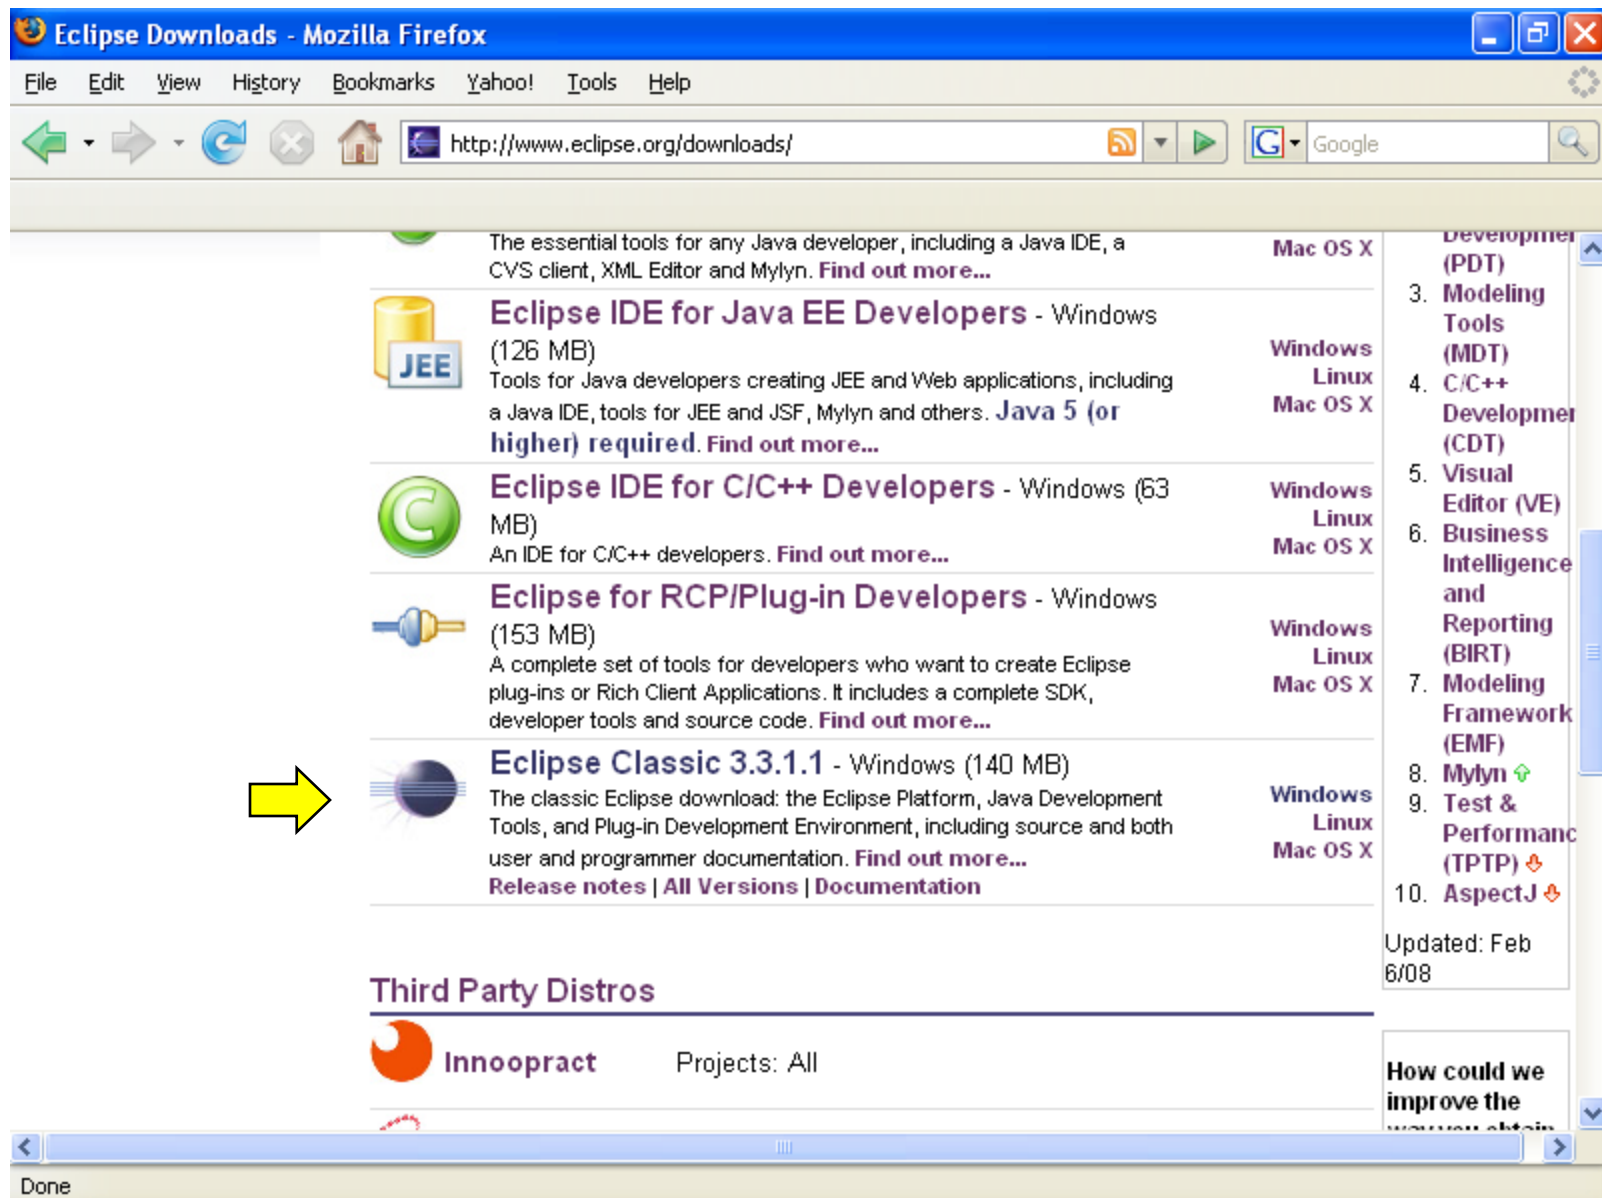 Eclipse Downloads - Mozilla Firefox
File Edit View History Bookmarks Yahoo! Tools Help
http://www.eclipse.org/downloads/
G Google
The essential tools for any Java developer, including a Java IDE, a
CVS client, XML Editor and Mylyn. Find out more...
Mac OS X
JEE
Eclipse IDE for Java EE Developers - Windows
(126 MB)
Tools for Java developers creating JEE and Web applications, including
a Java IDE, tools for JEE and JSF, Mylyn and others. Java 5 (or
higher) required. Find out more...
Windows
Linux
Mac OS X
C
Eclipse IDE for C/C++ Developers - Windows (63
MB)
An IDE for C/C++ developers. Find out more...
Windows
Linux
Mac OS X
Eclipse for RCP/Plug-in Developers - Windows
(153 MB)
A complete set of tools for developers who want to create Eclipse
plug-ins or Rich Client Applications. It includes a complete SDK,
developer tools and source code. Find out more...
Windows
Linux
Mac OS X
Eclipse Classic 3.3.1.1 - Windows (140 MB)
The classic Eclipse download: the Eclipse Platform, Java Development
Tools, and Plug-in Development Environment, including source and both
user and programmer documentation. Find out more...
Release notes | All Versions | Documentation
Windows
Linux
Mac OS X
Third Party Distros
Innoopract Projects: All
(PDT)
3. Modeling
Tools
(MDT)
4. C/C++
Developmer
(CDT)
5. Visual
Editor (VE)
6. Business
Intelligence
and
Reporting
(BIRT)
7. Modeling
Framework
(EMF)
8. Mylyn
9. Test &
Performanc
(TPTP)
10. AspectJ
Updated: Feb
6/08
How could we
improve the
way you obtain
Done